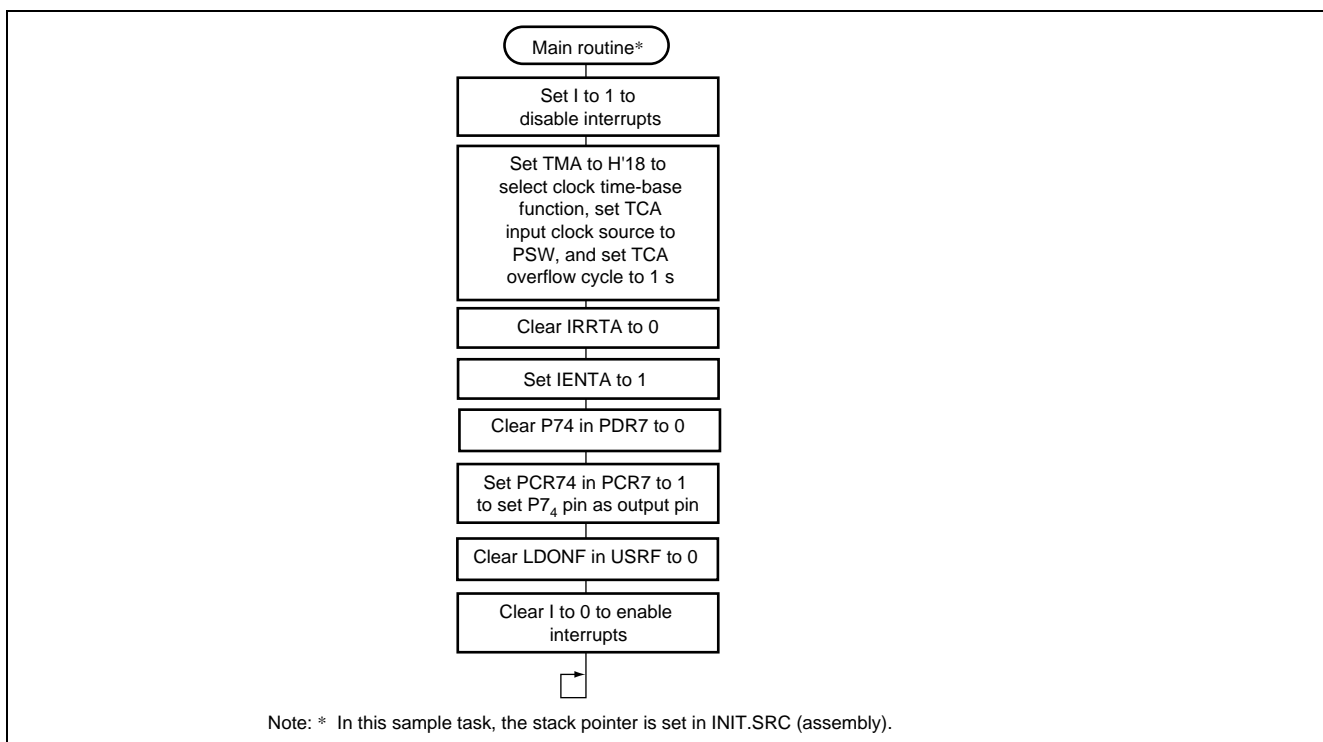 Main routine*
Set I to 1 to
disable interrupts
Set TMA to H'18 to
select clock time-base
function, set TCA
input clock source to
PSW, and set TCA
overflow cycle to 1 s
Clear IRRTA to 0
Set IENTA to 1
Clear P74 in PDR7 to 0
Set PCR74 in PCR7 to 1
to set P7₄ pin as output pin
Clear LDONF in USRF to 0
Clear I to 0 to enable
interrupts
Note: * In this sample task, the stack pointer is set in INIT.SRC (assembly).